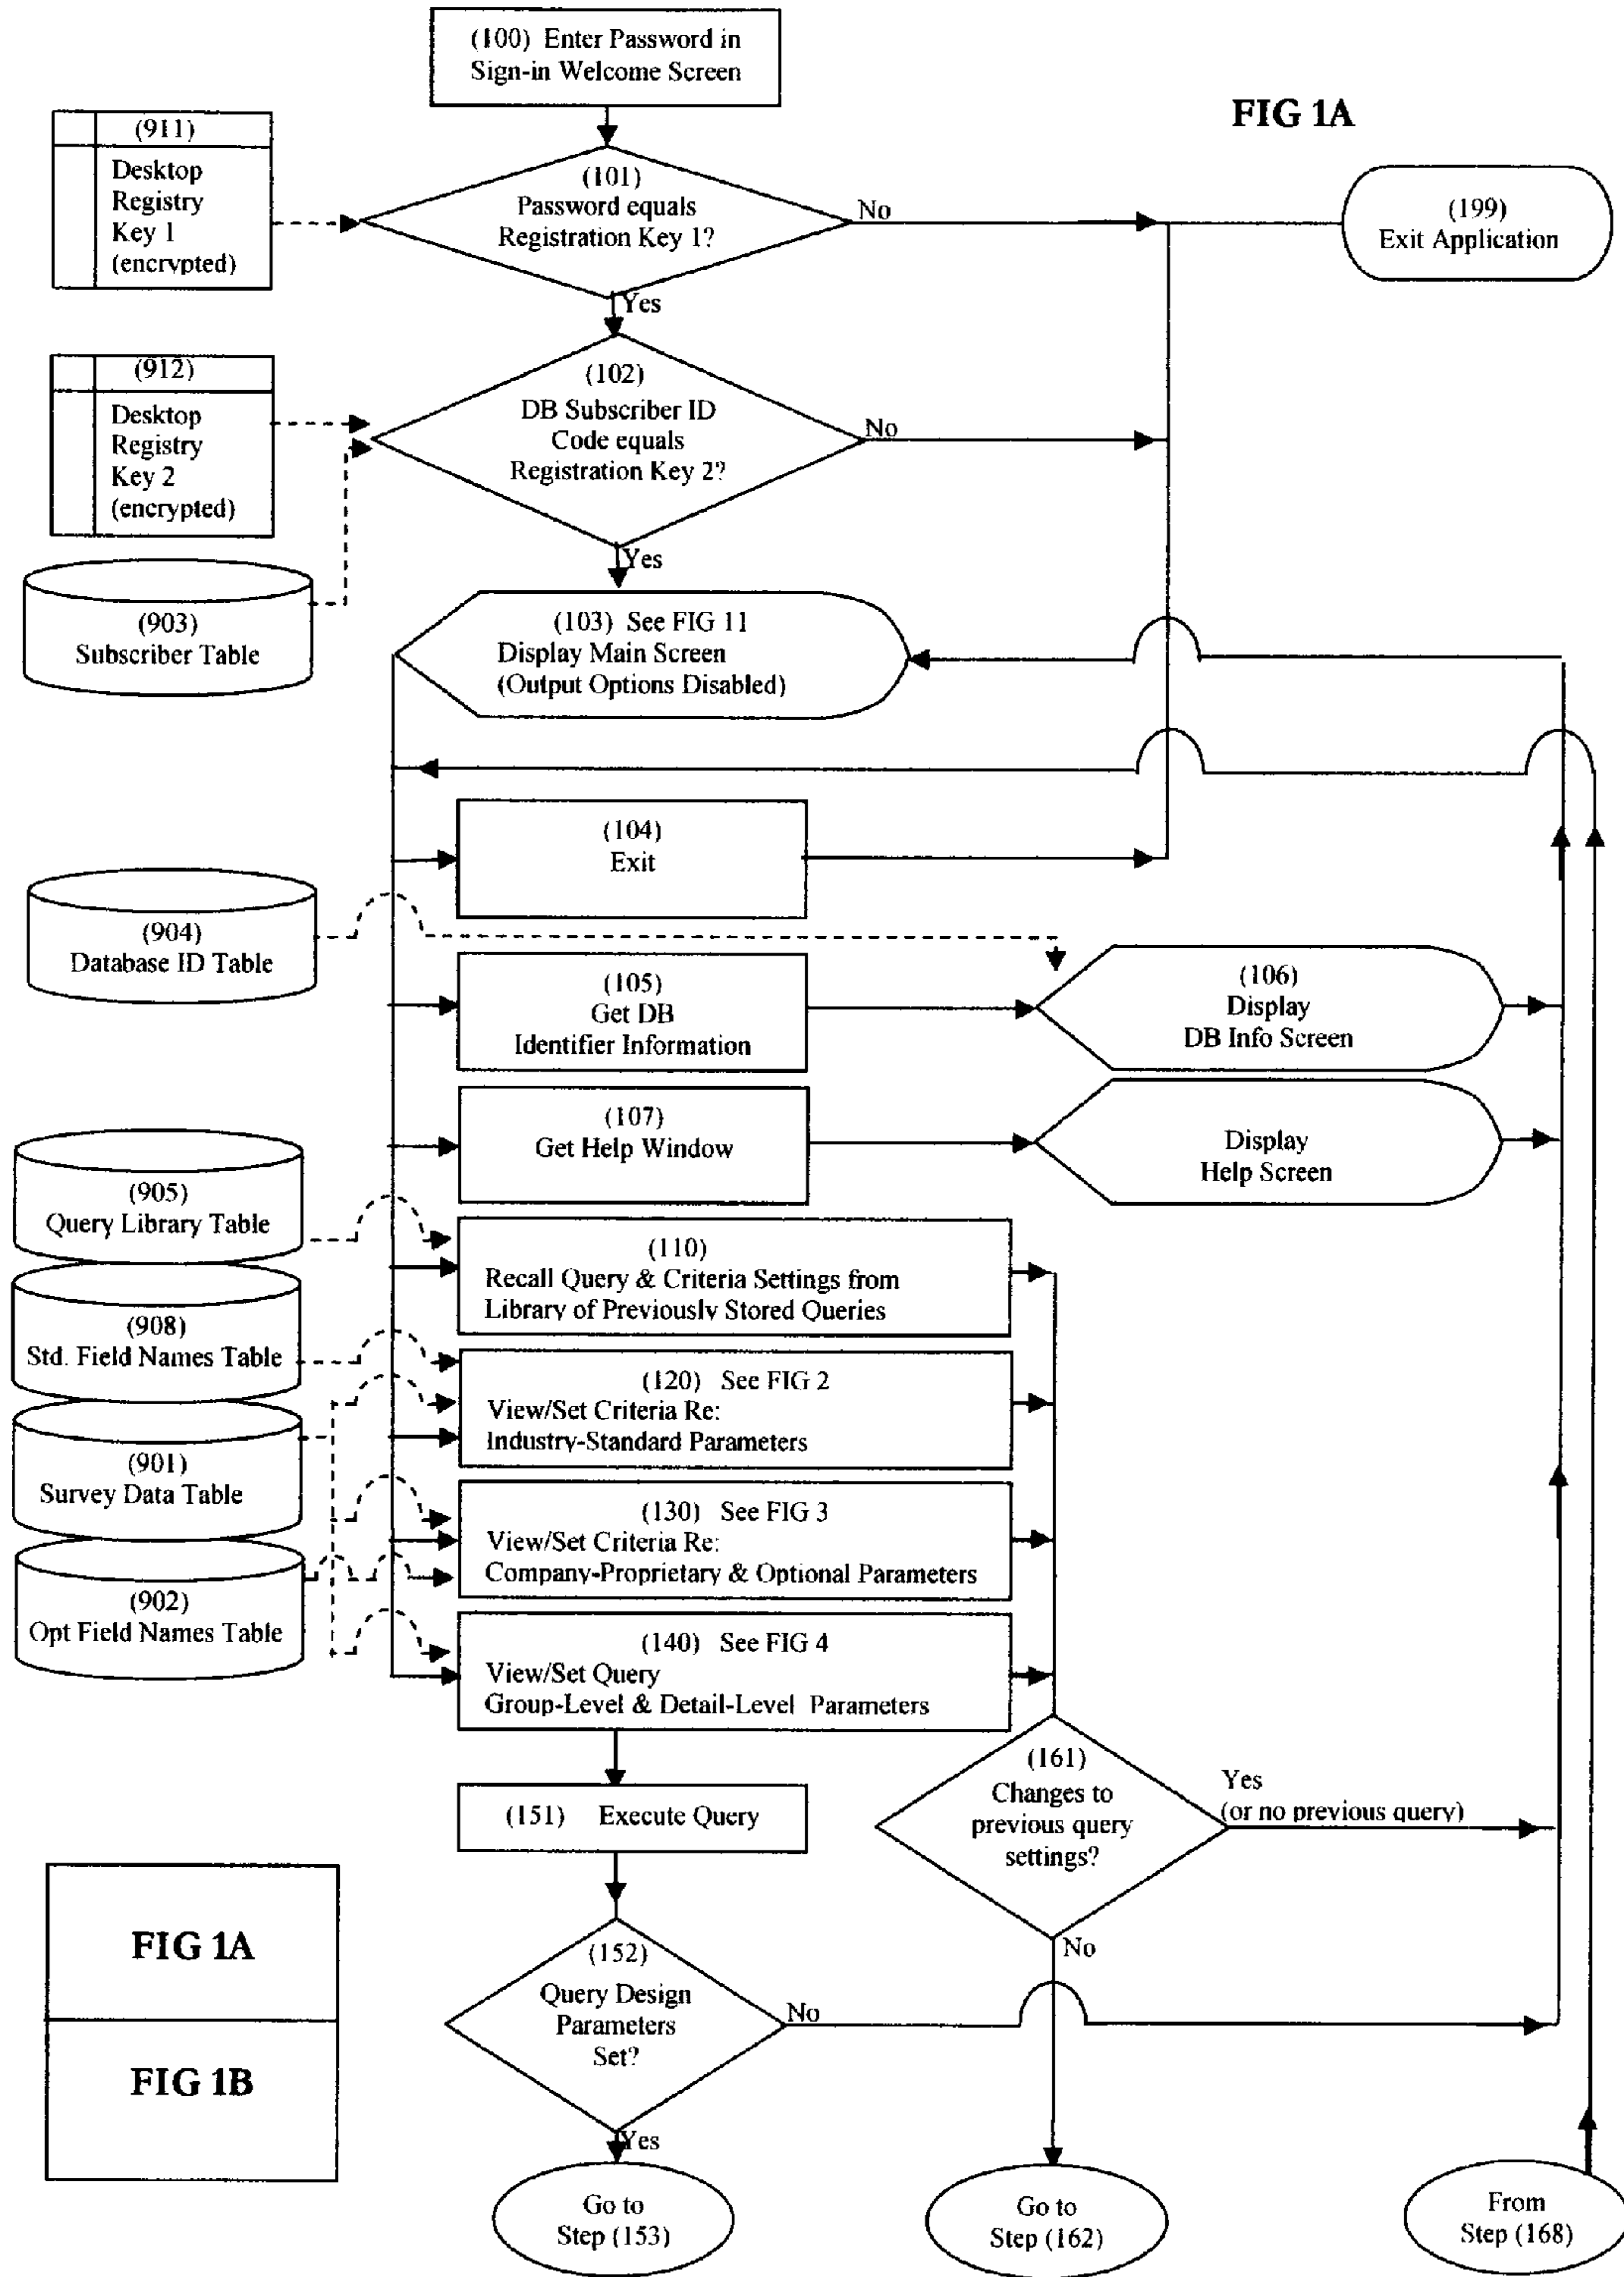 (100) Enter Password in
Sign-in Welcome Screen
FIG 1A
(911)
Desktop
Registry
Key 1
(encrypted)
(101)
Password equals
Registration Key 1?
No
(199)
Exit Application
Yes
(912)
Desktop
Registry
Key 2
(encrypted)
(102)
DB Subscriber ID
Code equals
Registration Key 2?
No
Yes
(903)
Subscriber Table
(103) See FIG 11
Display Main Screen
(Output Options Disabled)
(104)
Exit
(904)
Database ID Table
(105)
Get DB
Identifier Information
(106)
Display
DB Info Screen
(107)
Get Help Window
Display
Help Screen
(905)
Query Library Table
(110)
Recall Query & Criteria Settings from
Library of Previously Stored Queries
(908)
Std. Field Names Table
(120) See FIG 2
View/Set Criteria Re:
Industry-Standard Parameters
(901)
Survey Data Table
(130) See FIG 3
View/Set Criteria Re:
Company-Proprietary & Optional Parameters
(902)
Opt Field Names Table
(140) See FIG 4
View/Set Query
Group-Level & Detail-Level Parameters
(151) Execute Query
(161)
Changes to
previous query
settings?
Yes
(or no previous query)
No
(152)
Query Design
Parameters
Set?
No
Yes
FIG 1A
FIG 1B
Go to
Step (153)
Go to
Step (162)
From
Step (168)